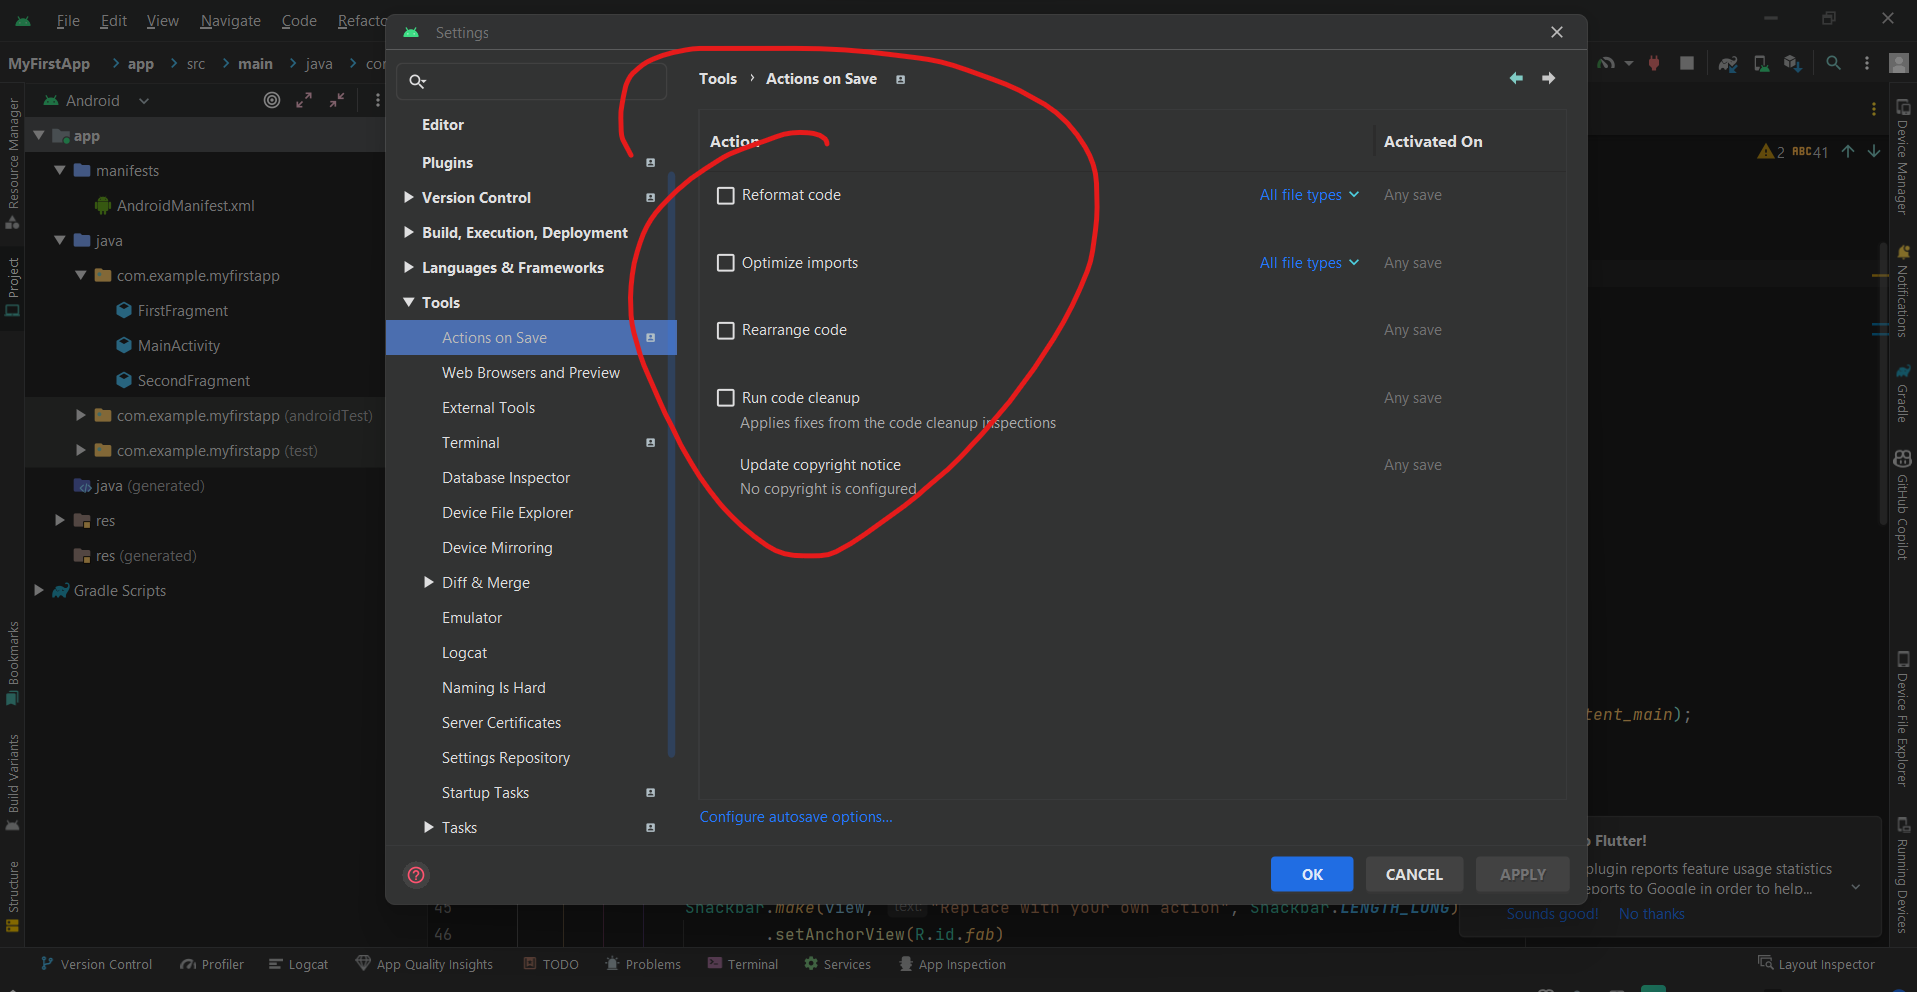 File Edit View Navigate Code Refacto
Settings
MyFirstApp app src main java
Tools Actions on Save
Android
Editor
Action Activated On
Plugins
Version Control
Build, Execution, Deployment
Languages & Frameworks
Tools
Actions on Save
Web Browsers and Preview
External Tools
Terminal
Database Inspector
Device File Explorer
Device Mirroring
Diff & Merge
Emulator
Logcat
Naming Is Hard
Server Certificates
Settings Repository
Startup Tasks
Tasks
Reformat code All file types Any save
Optimize imports All file types Any save
Rearrange code Any save
Run code cleanup Any save
Applies fixes from the code cleanup inspections
Update copyright notice Any save
No copyright is configured
Configure autosave options...
OK CANCEL APPLY
app
manifests
AndroidManifest.xml
java
com.example.myfirstapp
FirstFragment
MainActivity
SecondFragment
com.example.myfirstapp (androidTest)
com.example.myfirstapp (test)
java (generated)
res
res (generated)
Gradle Scripts
Resource Manager
Project
Bookmarks
Build Variants
Structure
2 ABC 41
Device Manager
Notifications
Gradle
GitHub Copilot
Device File Explorer
Running Devices
tent_main);
Flutter!
plugin reports feature usage statistics
eports to Google in order to help...
Sounds good! No thanks
45 Snackbar.make(view, text: "Replace with your own action", Snackbar.LENGTH_LONG)
46 .setAnchorView(R.id.fab)
Version Control Profiler Logcat App Quality Insights TODO Problems Terminal Services App Inspection Layout Inspector